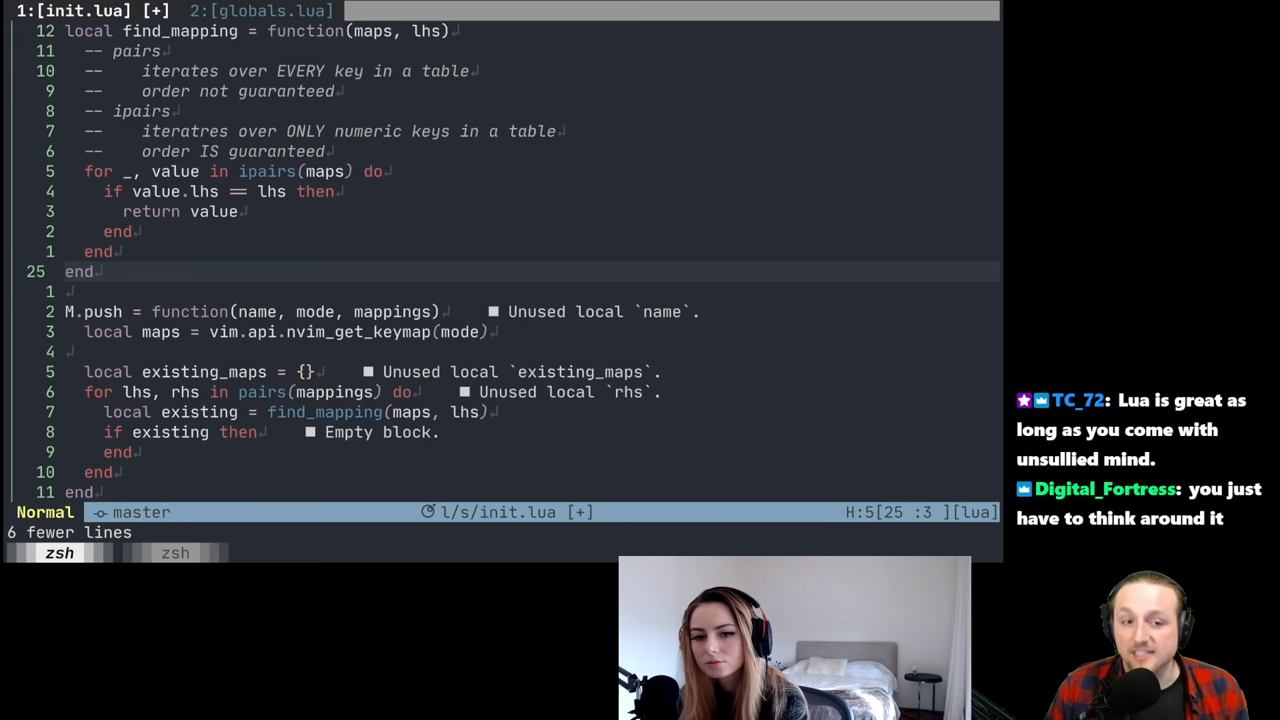 1:[init.lua] [+] 2:[globals.lua]
12 local find_mapping = function(maps, lhs)
11 -- pairs
10 -- iterates over EVERY key in a table
9 -- order not guaranteed
8 -- ipairs
7 -- iteratres over ONLY numeric keys in a table
6 -- order IS guaranteed
5 for _, value in ipairs(maps) do
4 if value.lhs == lhs then
3 return value
2 end
1 end
25 end
1
2 M.push = function(name, mode, mappings) ■ Unused local `name`.
3 local maps = vim.api.nvim_get_keymap(mode)
4
5 local existing_maps = {} ■ Unused local `existing_maps`.
6 for lhs, rhs in pairs(mappings) do ■ Unused local `rhs`.
7 local existing = find_mapping(maps, lhs)
8 if existing then ■ Empty block.
9 end
10 end
11 end
Normal master l/s/init.lua [+] H:5[25 :3 ][lua]
6 fewer lines
zsh zsh
TC_72: Lua is great as
long as you come with
unsullied mind.
Digital_Fortress: you just
have to think around it